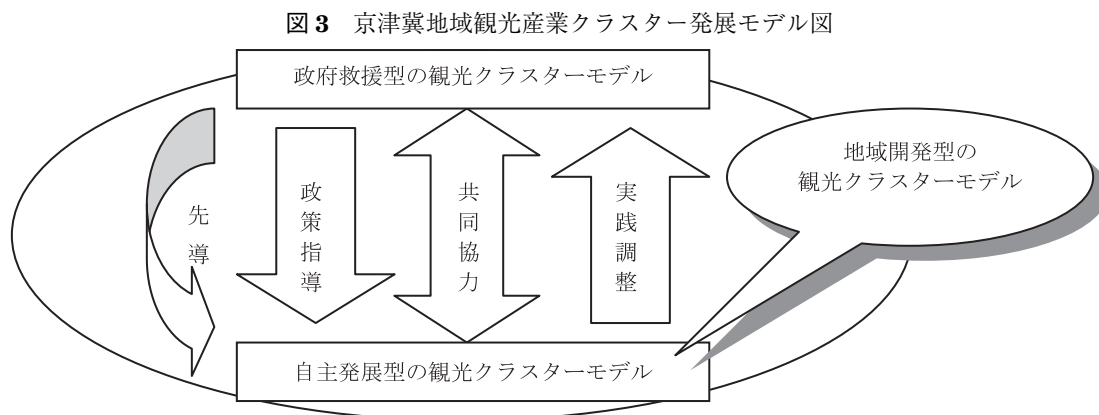 図3 京津冀地域観光産業クラスター発展モデル図
政府救援型の観光クラスターモデル
地域開発型の
観光クラスターモデル
先導
政策指導
共同協力
実践調整
自主発展型の観光クラスターモデル